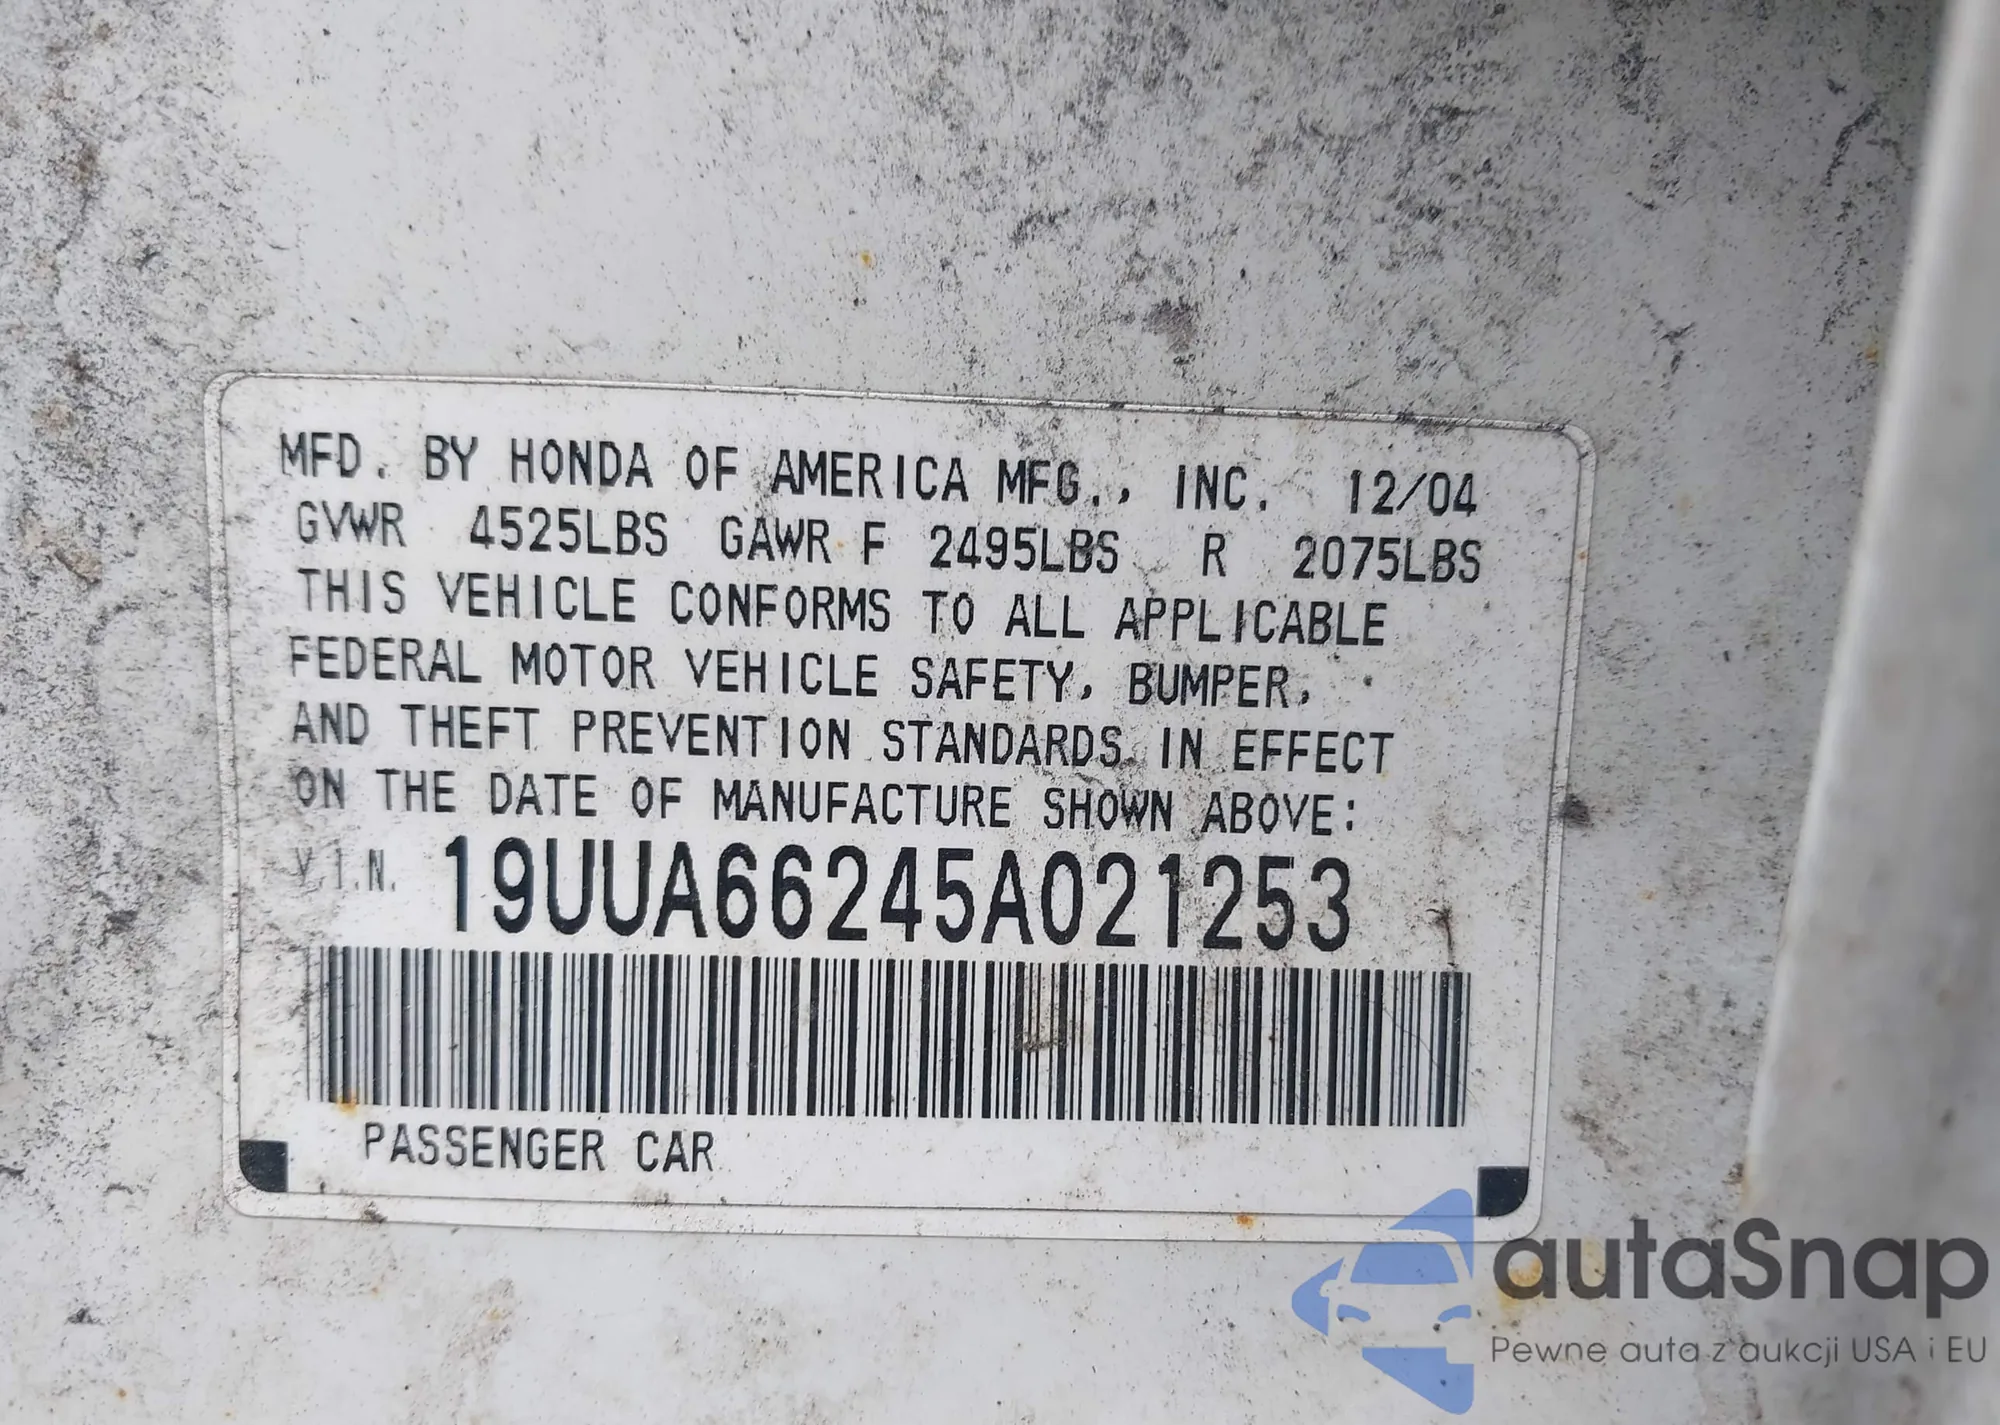 MFD. BY HONDA OF AMERICA MFG., INC. 12/04
GVWR 4525LBS GAWR F 2495LBS R 2075LBS
THIS VEHICLE CONFORMS TO ALL APPLICABLE
FEDERAL MOTOR VEHICLE SAFETY, BUMPER,
AND THEFT PREVENTION STANDARDS IN EFFECT
ON THE DATE OF MANUFACTURE SHOWN ABOVE:
V.I.N. 19UUA66245A021253
PASSENGER CAR
autaSnap
Pewne auta z aukcji USA i EU